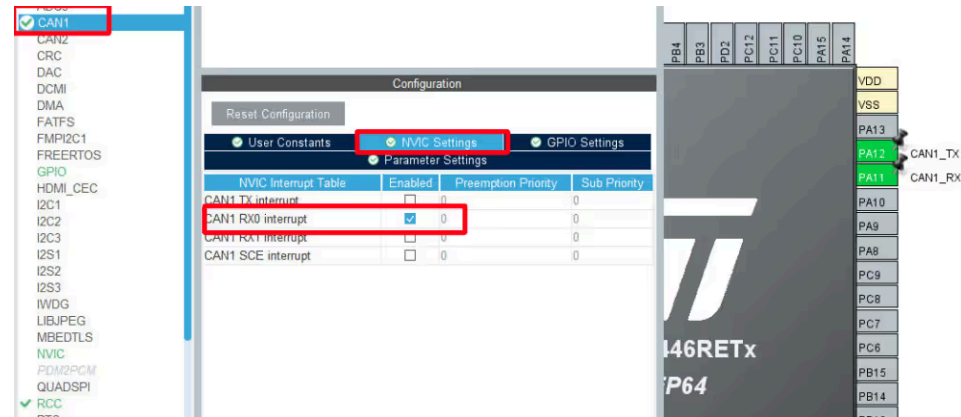 CAN1
CAN2
CRC
DAC
DCMI
DMA
FATFS
FMPI2C1
FREERTOS
GPIO
HDMI_CEC
I2C1
I2C2
I2C3
I2S1
I2S2
I2S3
IWDG
LIBJPEG
MBEDTLS
NVIC
PDM2PCM
QUADSPI
RCC
Configuration
Reset Configuration
User Constants
NVIC Settings
GPIO Settings
Parameter Settings
NVIC Interrupt Table Enabled Preemption Priority Sub Priority
CAN1 TX interrupt 0 0
CAN1 RX0 interrupt 0 0
CAN1 RX1 interrupt 0 0
CAN1 SCE interrupt 0 0
PB4
PB3
PD2
PC12
PC11
PC10
PA15
PA14
VDD
VSS
PA13
PA12 CAN1_TX
PA11 CAN1_RX
PA10
PA9
PA8
PC9
PC8
PC7
PC6
PB15
PB14
446RETx
FP64